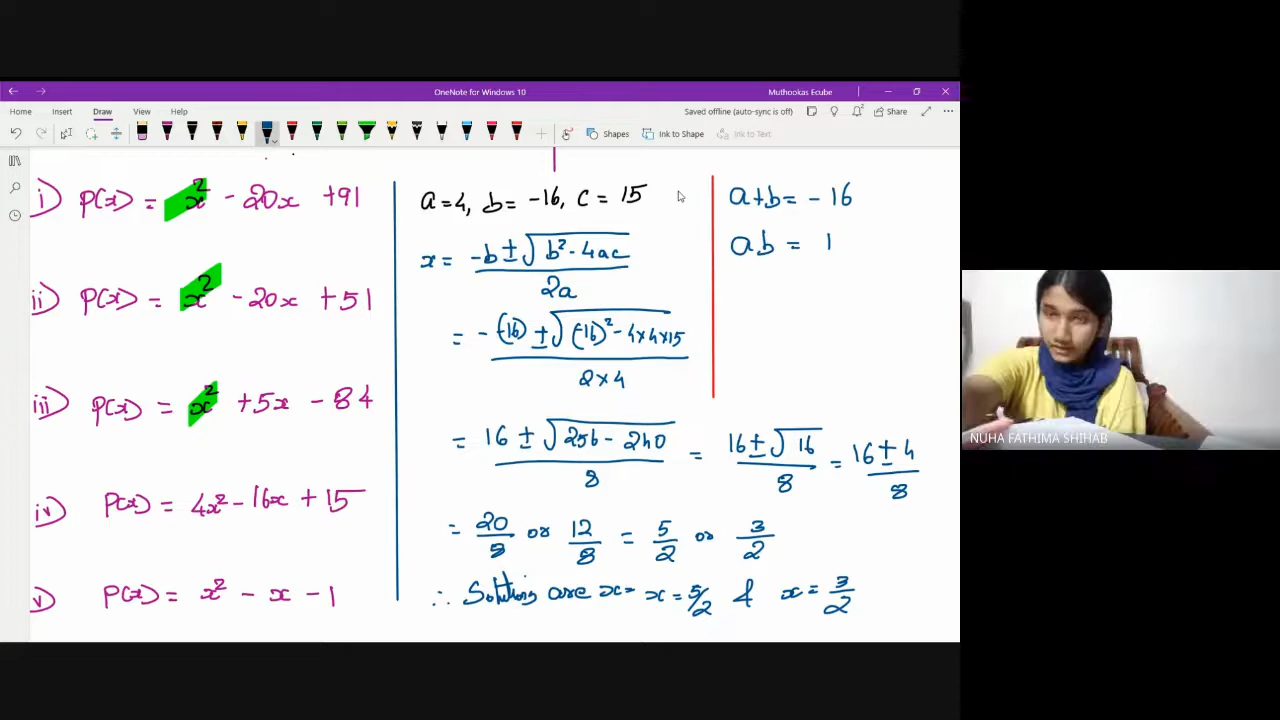 OneNote for Windows 10
Muthookas Ecube
Insert
Draw
View
Help
Saved offline (auto-sync is off)
Share
Shapes
Ink to Shape
Ink to Text
i) P(x) = x² - 20x + 91
ii) P(x) = x² - 20x + 51
iii) P(x) = x² + 5x - 84
iv) P(x) = 4x² - 16x + 15
v) P(x) = x² - x - 1
a = 4, b = -16, c = 15
x = (-b ± √(b² - 4ac)) / 2a
= (-(-16) ± √((-16)² - 4×4×15)) / 2×4
= (16 ± √(256 - 240)) / 8 = (16 ± √16) / 8 = (16 ± 4) / 8
= 20/8 or 12/8 = 5/2 or 3/2
∴ Solutions are x = x = 5/2 & x = 3/2
a+b = -16
ab = 1
NUHA FATHIMA SHIHAB